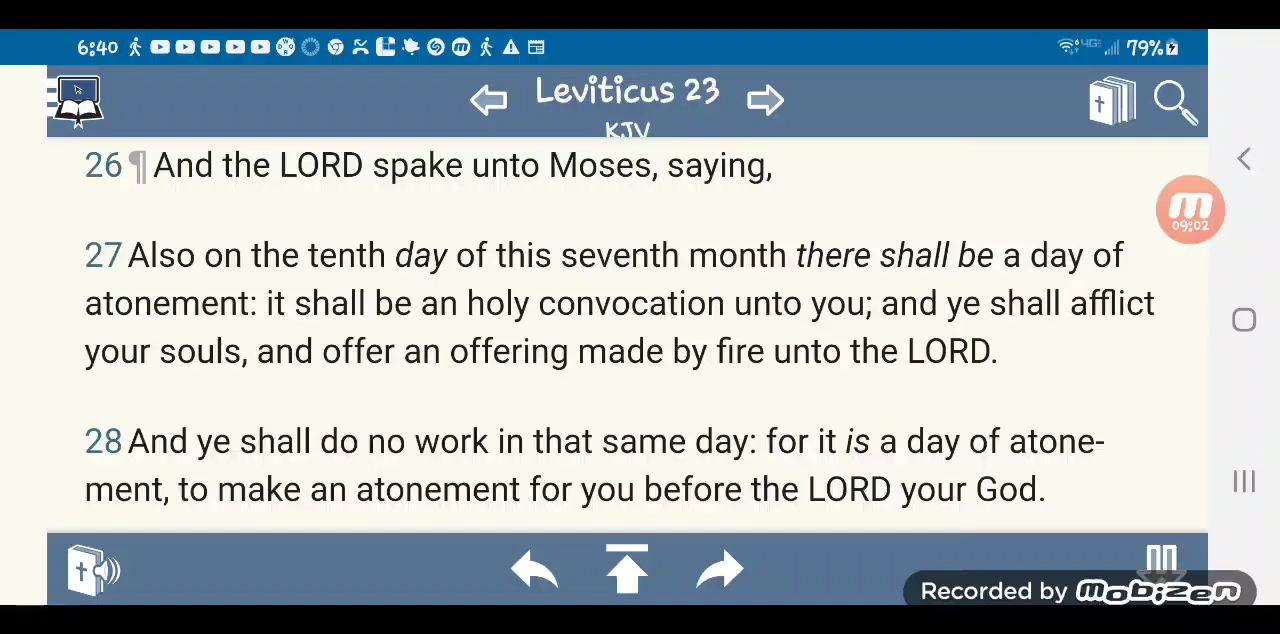 6:40
4G 79%
Leviticus 23
KJV
26 ¶ And the LORD spake unto Moses, saying,
m
09:02
27 Also on the tenth day of this seventh month there shall be a day of
atonement: it shall be an holy convocation unto you; and ye shall afflict
your souls, and offer an offering made by fire unto the LORD.
28 And ye shall do no work in that same day: for it is a day of atone-
ment, to make an atonement for you before the LORD your God.
Recorded by mobizen